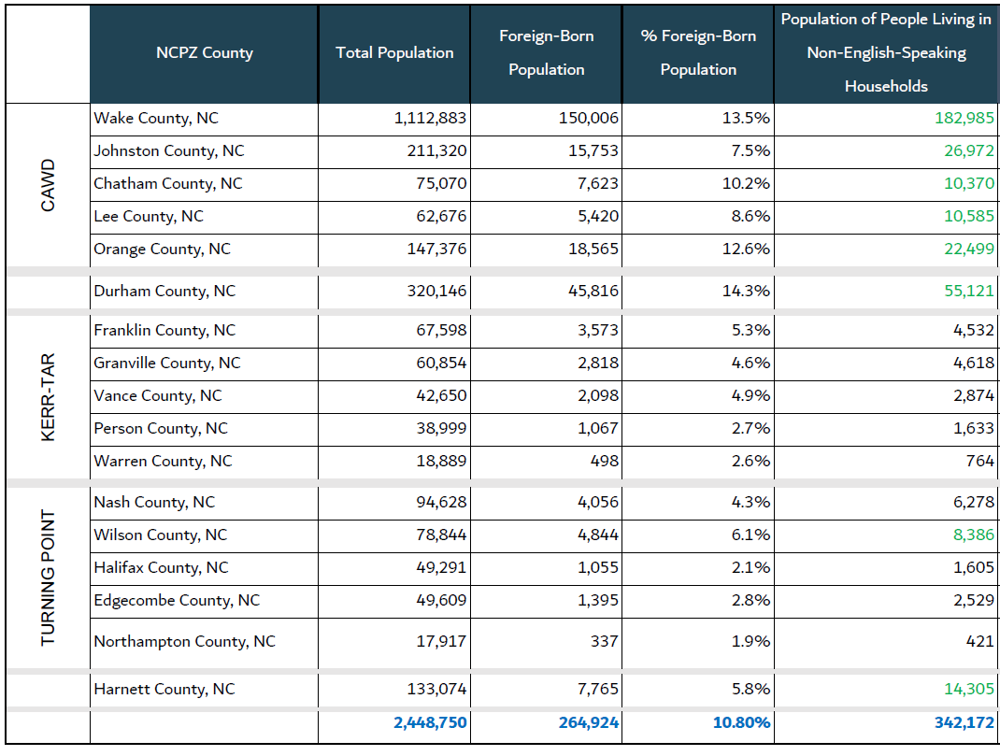 NCPZ County Total Population Foreign-Born Population % Foreign-Born Population Population of People Living in Non-English-Speaking Households
CAWD
Wake County, NC 1,112,883 150,006 13.5% 182,985
Johnston County, NC 211,320 15,753 7.5% 26,972
Chatham County, NC 75,070 7,623 10.2% 10,370
Lee County, NC 62,676 5,420 8.6% 10,585
Orange County, NC 147,376 18,565 12.6% 22,499
Durham County, NC 320,146 45,816 14.3% 55,121
KERR-TAR
Franklin County, NC 67,598 3,573 5.3% 4,532
Granville County, NC 60,854 2,818 4.6% 4,618
Vance County, NC 42,650 2,098 4.9% 2,874
Person County, NC 38,999 1,067 2.7% 1,633
Warren County, NC 18,889 498 2.6% 764
TURNING POINT
Nash County, NC 94,628 4,056 4.3% 6,278
Wilson County, NC 78,844 4,844 6.1% 8,386
Halifax County, NC 49,291 1,055 2.1% 1,605
Edgecombe County, NC 49,609 1,395 2.8% 2,529
Northampton County, NC 17,917 337 1.9% 421
Harnett County, NC 133,074 7,765 5.8% 14,305
2,448,750 264,924 10.80% 342,172